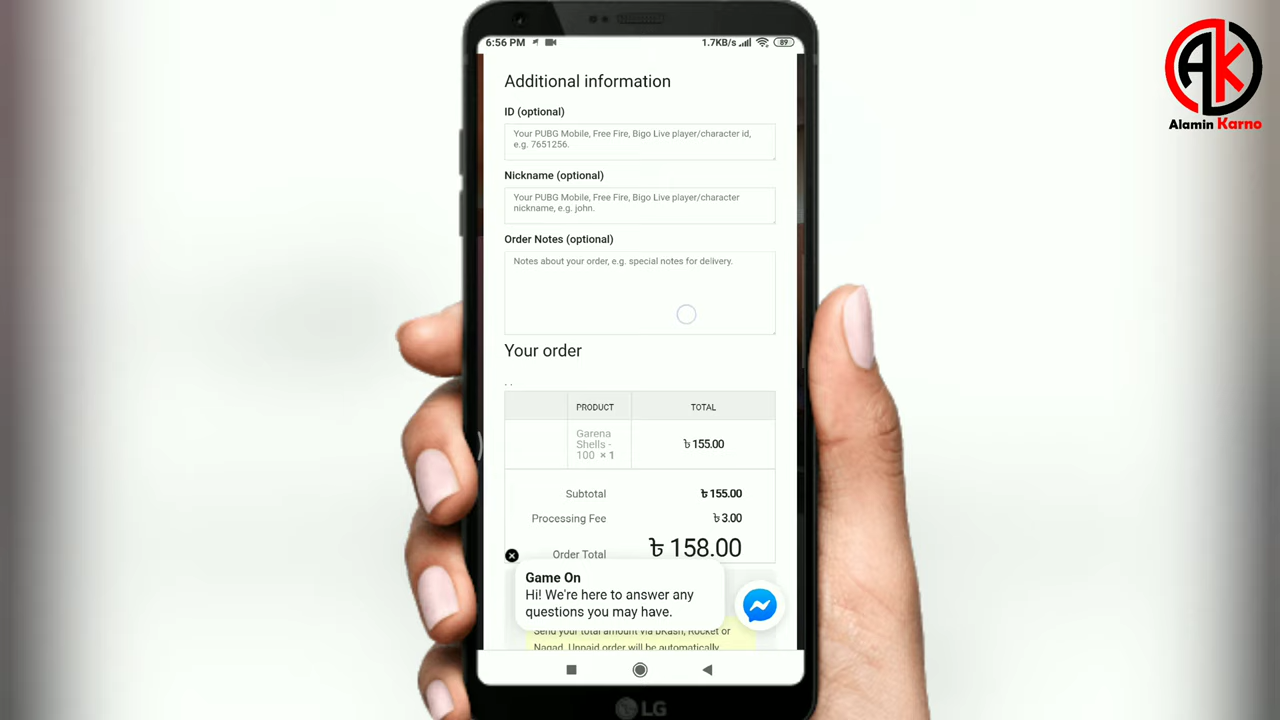 6:56 PM
1.7KB/s
89
Additional information
ID (optional)
Your PUBG Mobile, Free Fire, Bigo Live player/character id,
e.g. 7651256.
Nickname (optional)
Your PUBG Mobile, Free Fire, Bigo Live player/character
nickname, e.g. john.
Order Notes (optional)
Notes about your order, e.g. special notes for delivery.
Your order
. .
PRODUCT TOTAL
Garena
Shells -
100 × 1
৳ 155.00
Subtotal ৳ 155.00
Processing Fee ৳ 3.00
Order Total ৳ 158.00
Game On
Hi! We're here to answer any
questions you may have.
Send your total amount via bKash, Rocket or
Nagad. Unpaid order will be automatically
LG
AK
Alamin Karno